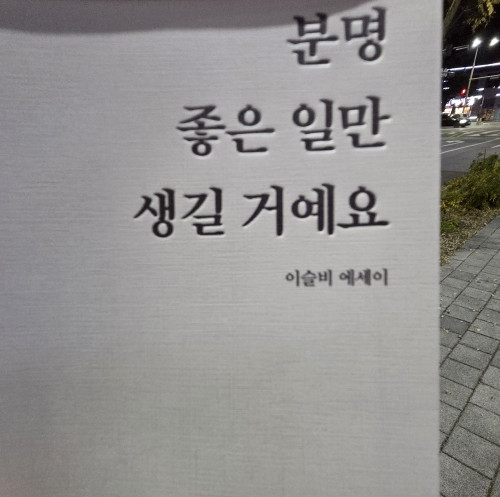 분명
좋은 일만
생길 거예요
이슬비 에세이